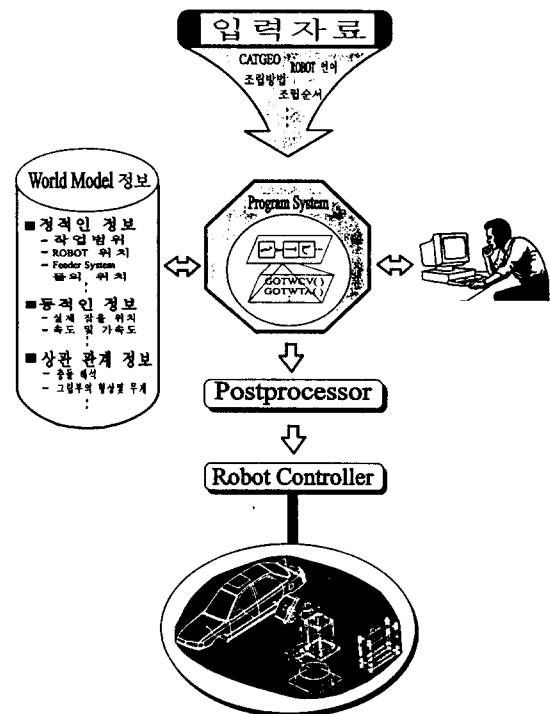 입력자료
CATGEO ROBOT 언어
조립방법
조립순서
World Model 정보
■ 정적인 정보
- 작업범위
- ROBOT 위치
- Feeder System
들의 위치
■ 동적인 정보
- 실제 잡을 위치
- 속도 및 가속도
■ 상관 관계 정보
- 충돌 해석
- 그립부의 형상및 무게
Program System
GOTWCV()
GOTWTA()
Postprocessor
Robot Controller